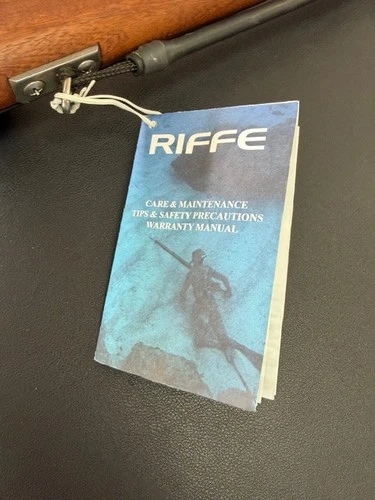 RIFFE
CARE & MAINTENANCE
TIPS & SAFETY PRECAUTIONS
WARRANTY MANUAL